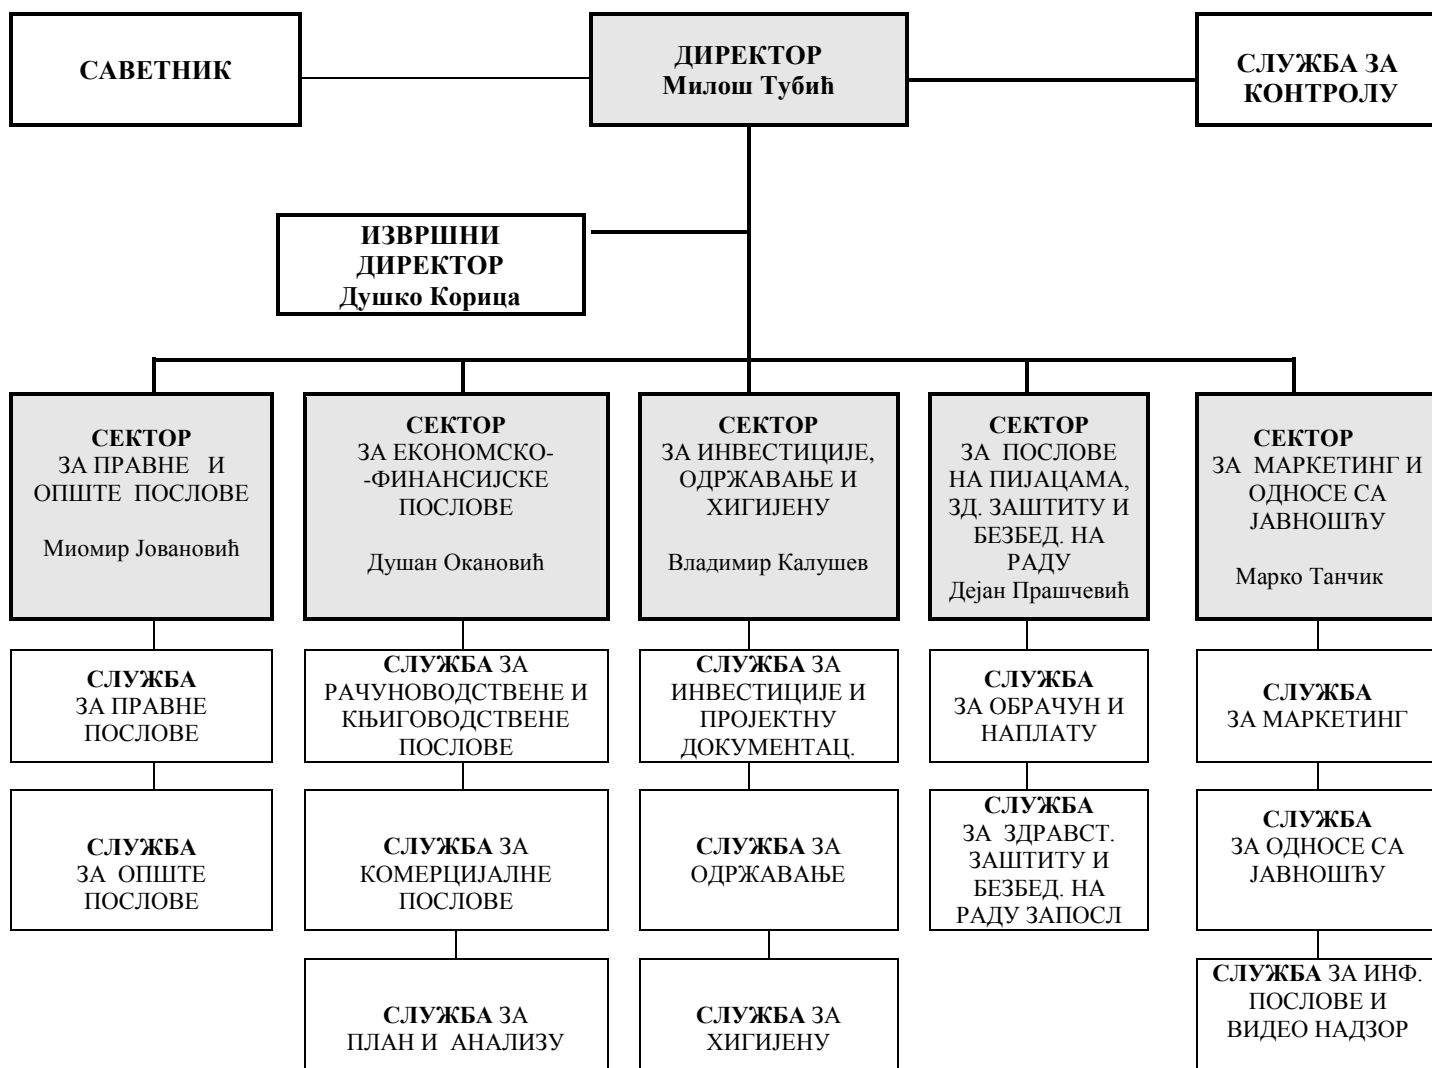 САВЕТНИК
ДИРЕКТОР
Милош Тубић
СЛУЖБА ЗА
КОНТРОЛУ
ИЗВРШНИ
ДИРЕКТОР
Душко Корица
СЕКТОР
ЗА ПРАВНЕ И
ОПШТЕ ПОСЛОВЕ
Миомир Јовановић
СЕКТОР
ЗА ЕКОНОМСКО-
-ФИНАНСИЈСКЕ
ПОСЛОВЕ
Душан Окановић
СЕКТОР
ЗА ИНВЕСТИЦИЈЕ,
ОДРЖАВАЊЕ И
ХИГИЈЕНУ
Владимир Калушев
СЕКТОР
ЗА ПОСЛОВЕ
НА ПИЈАЦАМА,
ЗД. ЗАШТИТУ И
БЕЗБЕД. НА
РАДУ
Дејан Прашчевић
СЕКТОР
ЗА МАРКЕТИНГ И
ОДНОСЕ СА
ЈАВНОШЋУ
Марко Танчик
СЛУЖБА
ЗА ПРАВНЕ
ПОСЛОВЕ
СЛУЖБА ЗА
РАЧУНОВОДСТВЕНЕ И
КЊИГОВОДСТВЕНЕ
ПОСЛОВЕ
СЛУЖБА ЗА
ИНВЕСТИЦИЈЕ И
ПРОЈЕКТНУ
ДОКУМЕНТАЦ.
СЛУЖБА
ЗА ОБРАЧУН И
НАПЛАТУ
СЛУЖБА
ЗА МАРКЕТИНГ
СЛУЖБА
ЗА ОПШТЕ
ПОСЛОВЕ
СЛУЖБА ЗА
КОМЕРЦИЈАЛНЕ
ПОСЛОВЕ
СЛУЖБА ЗА
ОДРЖАВАЊЕ
СЛУЖБА
ЗА ЗДРАВСТ.
ЗАШТИТУ И
БЕЗБЕД. НА
РАДУ ЗАПОСЛ
СЛУЖБА
ЗА ОДНОСЕ СА
ЈАВНОШЋУ
СЛУЖБА ЗА
ПЛАН И АНАЛИЗУ
СЛУЖБА ЗА
ХИГИЈЕНУ
СЛУЖБА ЗА ИНФ.
ПОСЛОВЕ И
ВИДЕО НАДЗОР